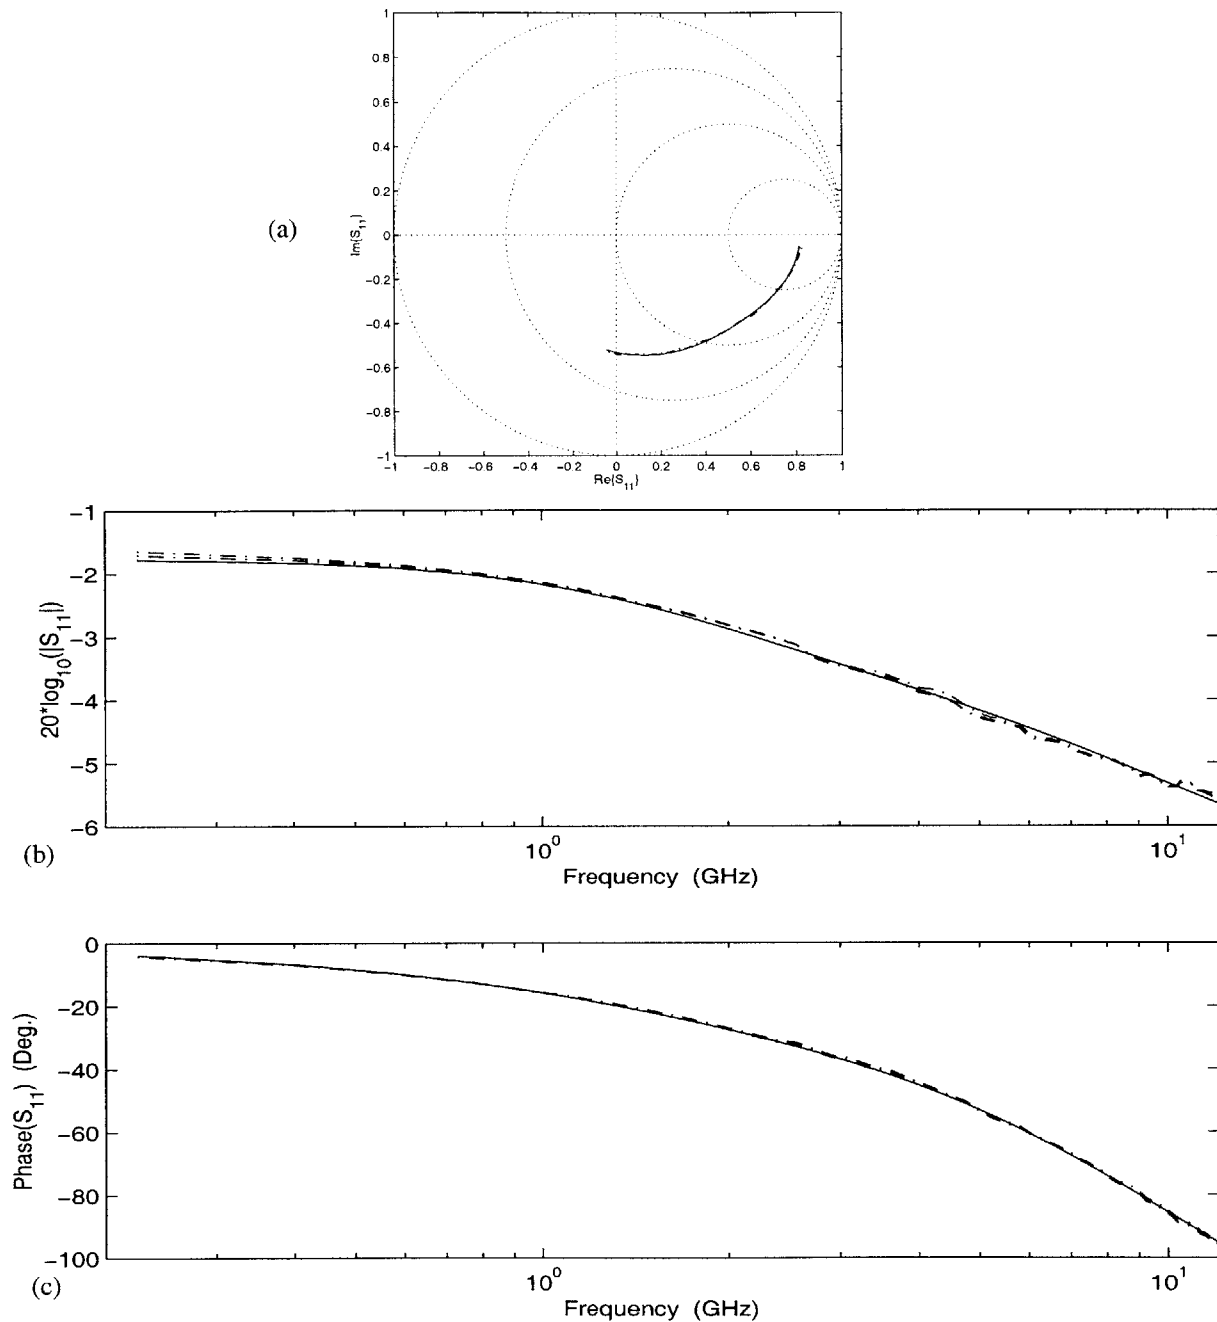 1
0.8
0.6
0.4
0.2
0
-0.2
-0.4
-0.6
-0.8
-1
Im{S11}
(a)
-1 -0.8 -0.6 -0.4 -0.2 0 0.2 0.4 0.6 0.8 1
Re{S11}
-1
-2
-3
-4
-5
-6
20*log10(|S11|)
(b)
10^0 10^1
Frequency (GHz)
0
-20
-40
-60
-80
-100
Phase(S11) (Deg.)
(c)
10^0 10^1
Frequency (GHz)